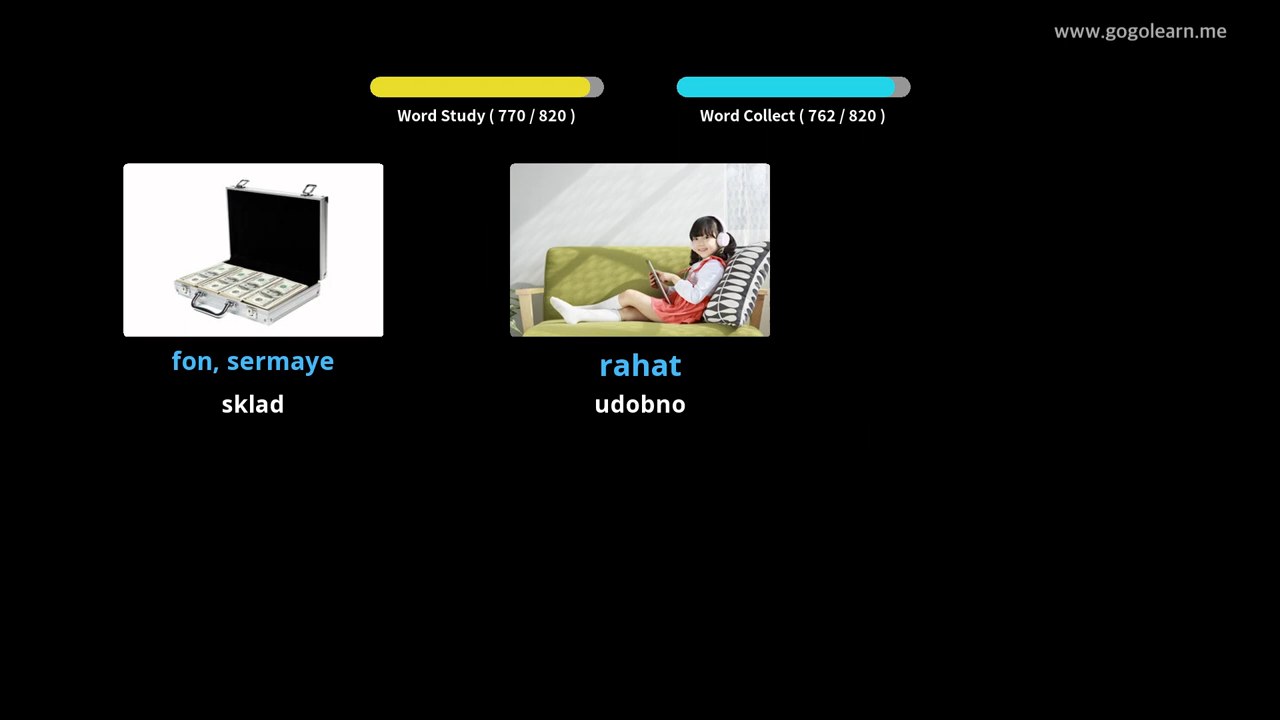 www.gogolearn.me
Word Study ( 770 / 820 )
Word Collect ( 762 / 820 )
fon, sermaye
sklad
rahat
udobno